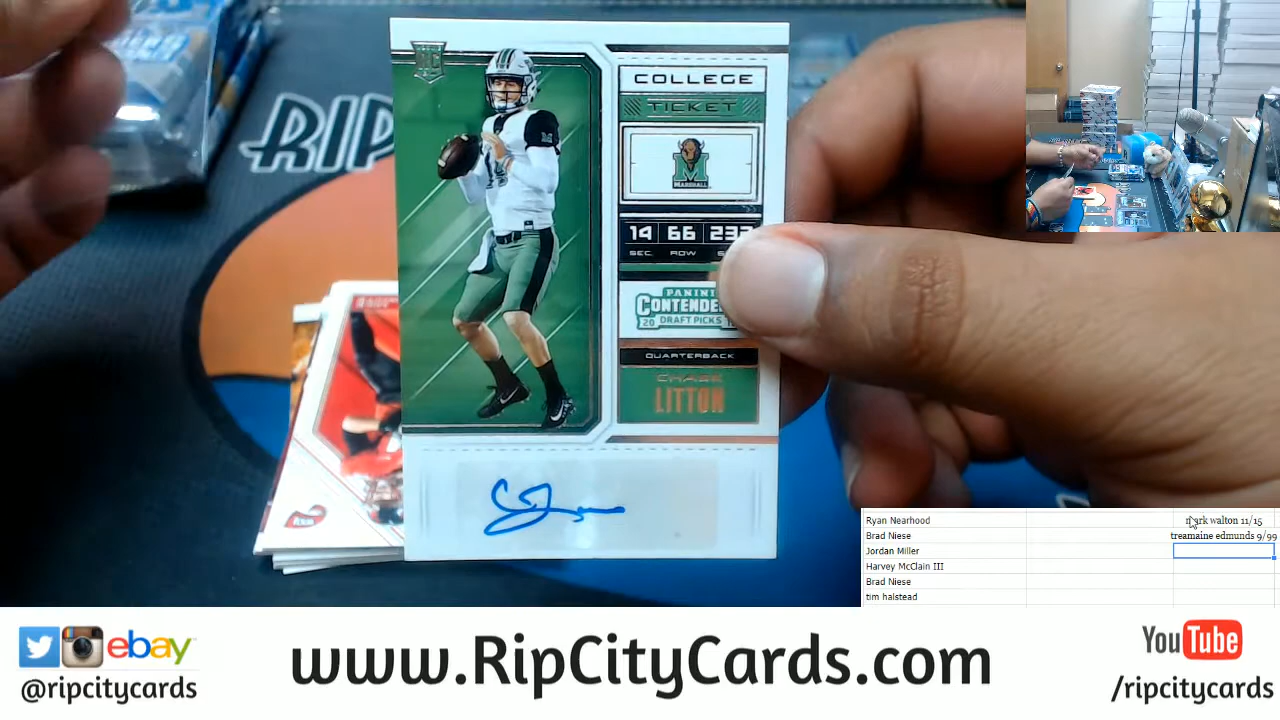 RIP
COLLEGE
TICKET
M
MARSHALL
14 66 232
SEC. ROW
PANINI
DRAFT PICKS
20
QUARTERBACK
CHASE
LITTON
Ryan Nearhood mark walton 11/15
Brad Niese treamaine edmunds 9/99
Jordan Miller
Harvey McClain III
Brad Niese
tim halstead
ebay
@ripcitycards
www.RipCityCards.com
YouTube
/ripcitycards